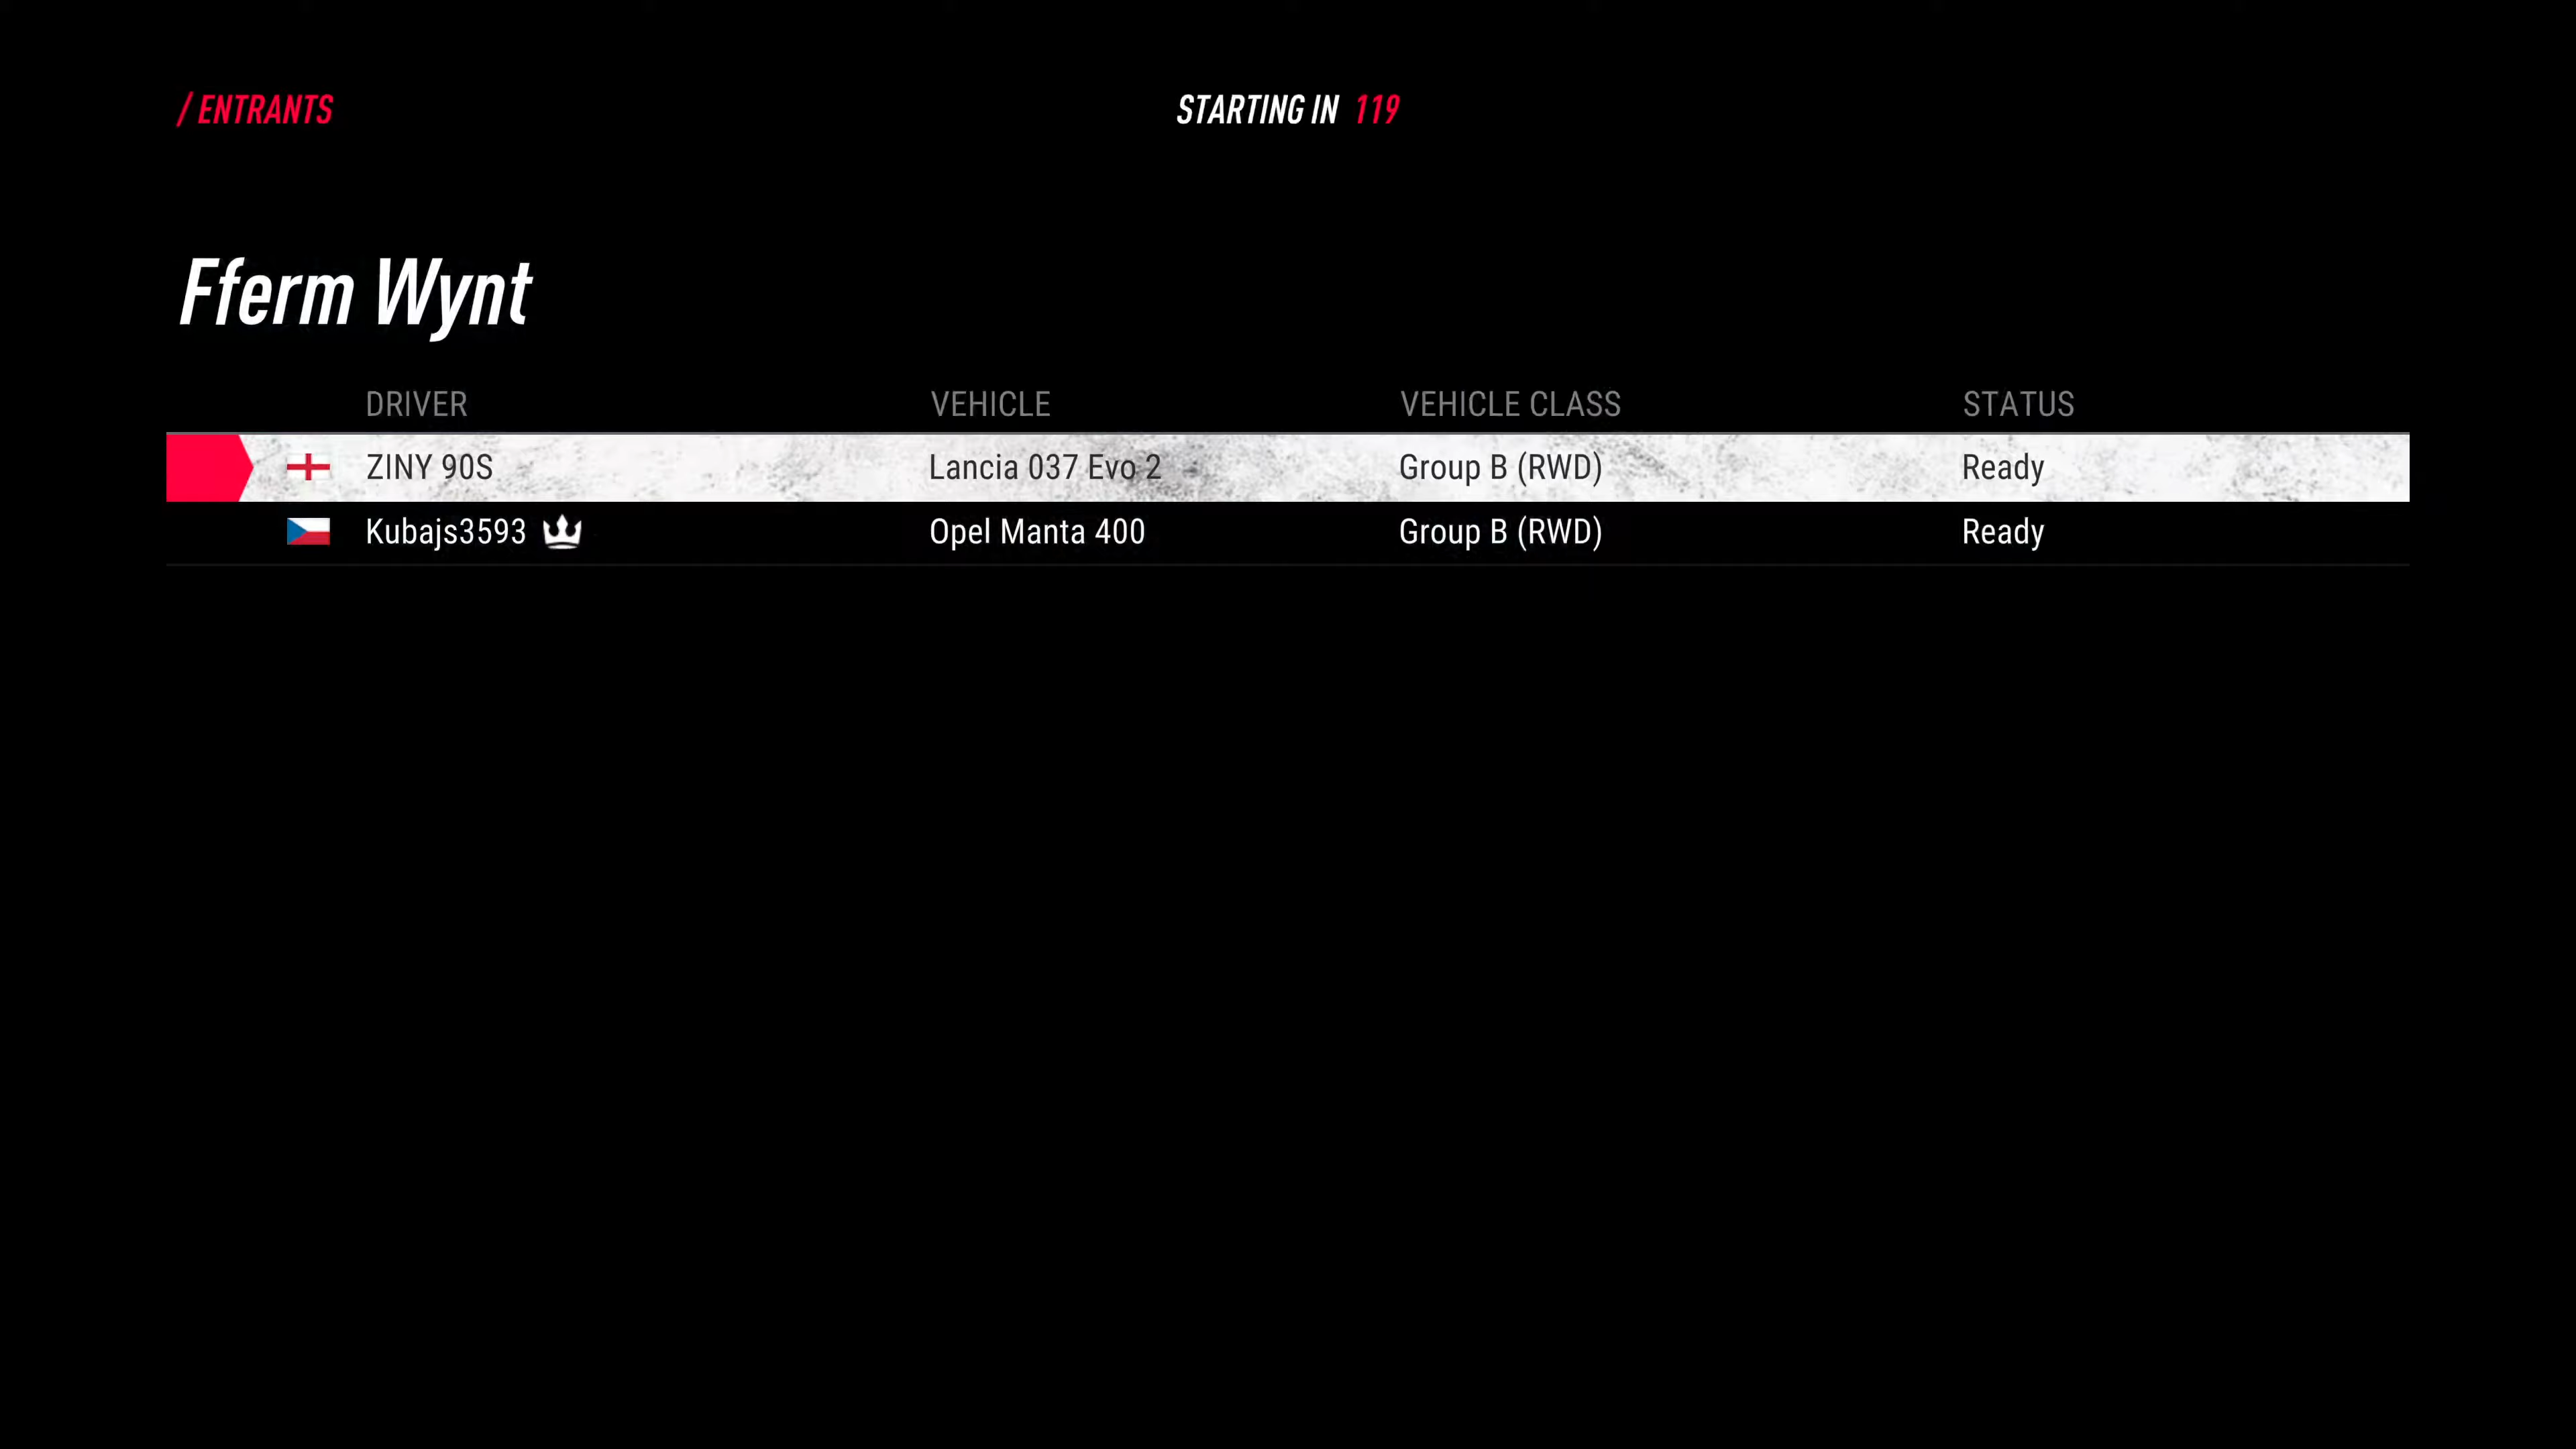 / ENTRANTS
STARTING IN 119
Fferm Wynt
DRIVER VEHICLE VEHICLE CLASS STATUS
ZINY 90S Lancia 037 Evo 2 Group B (RWD) Ready
Kubajs3593 Opel Manta 400 Group B (RWD) Ready